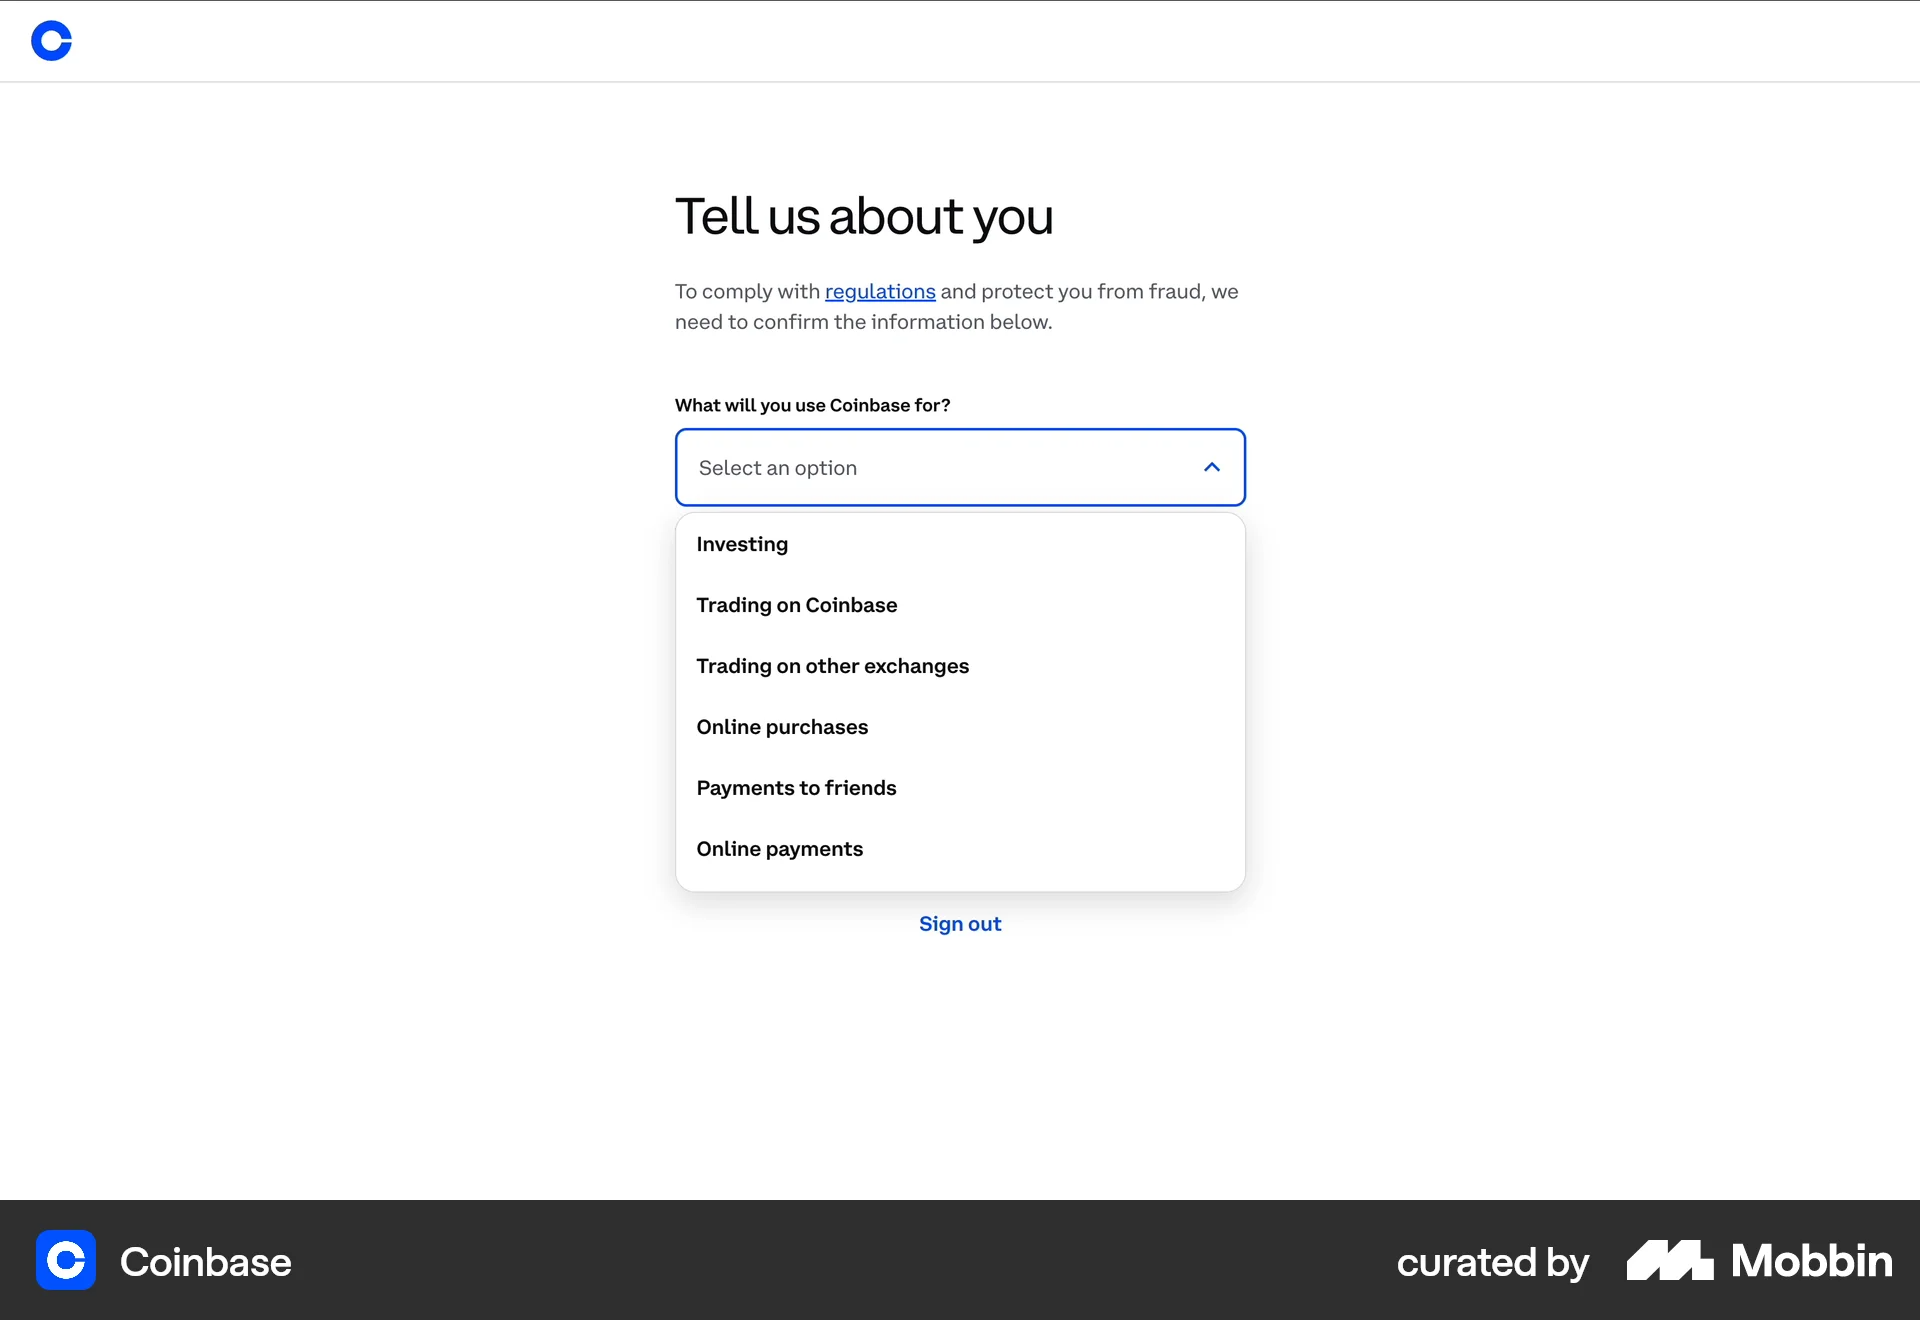 Tell us about you
To comply with regulations and protect you from fraud, we
need to confirm the information below.
What will you use Coinbase for?
Select an option
Investing
Trading on Coinbase
Trading on other exchanges
Online purchases
Payments to friends
Online payments
Sign out
Coinbase
curated by Mobbin